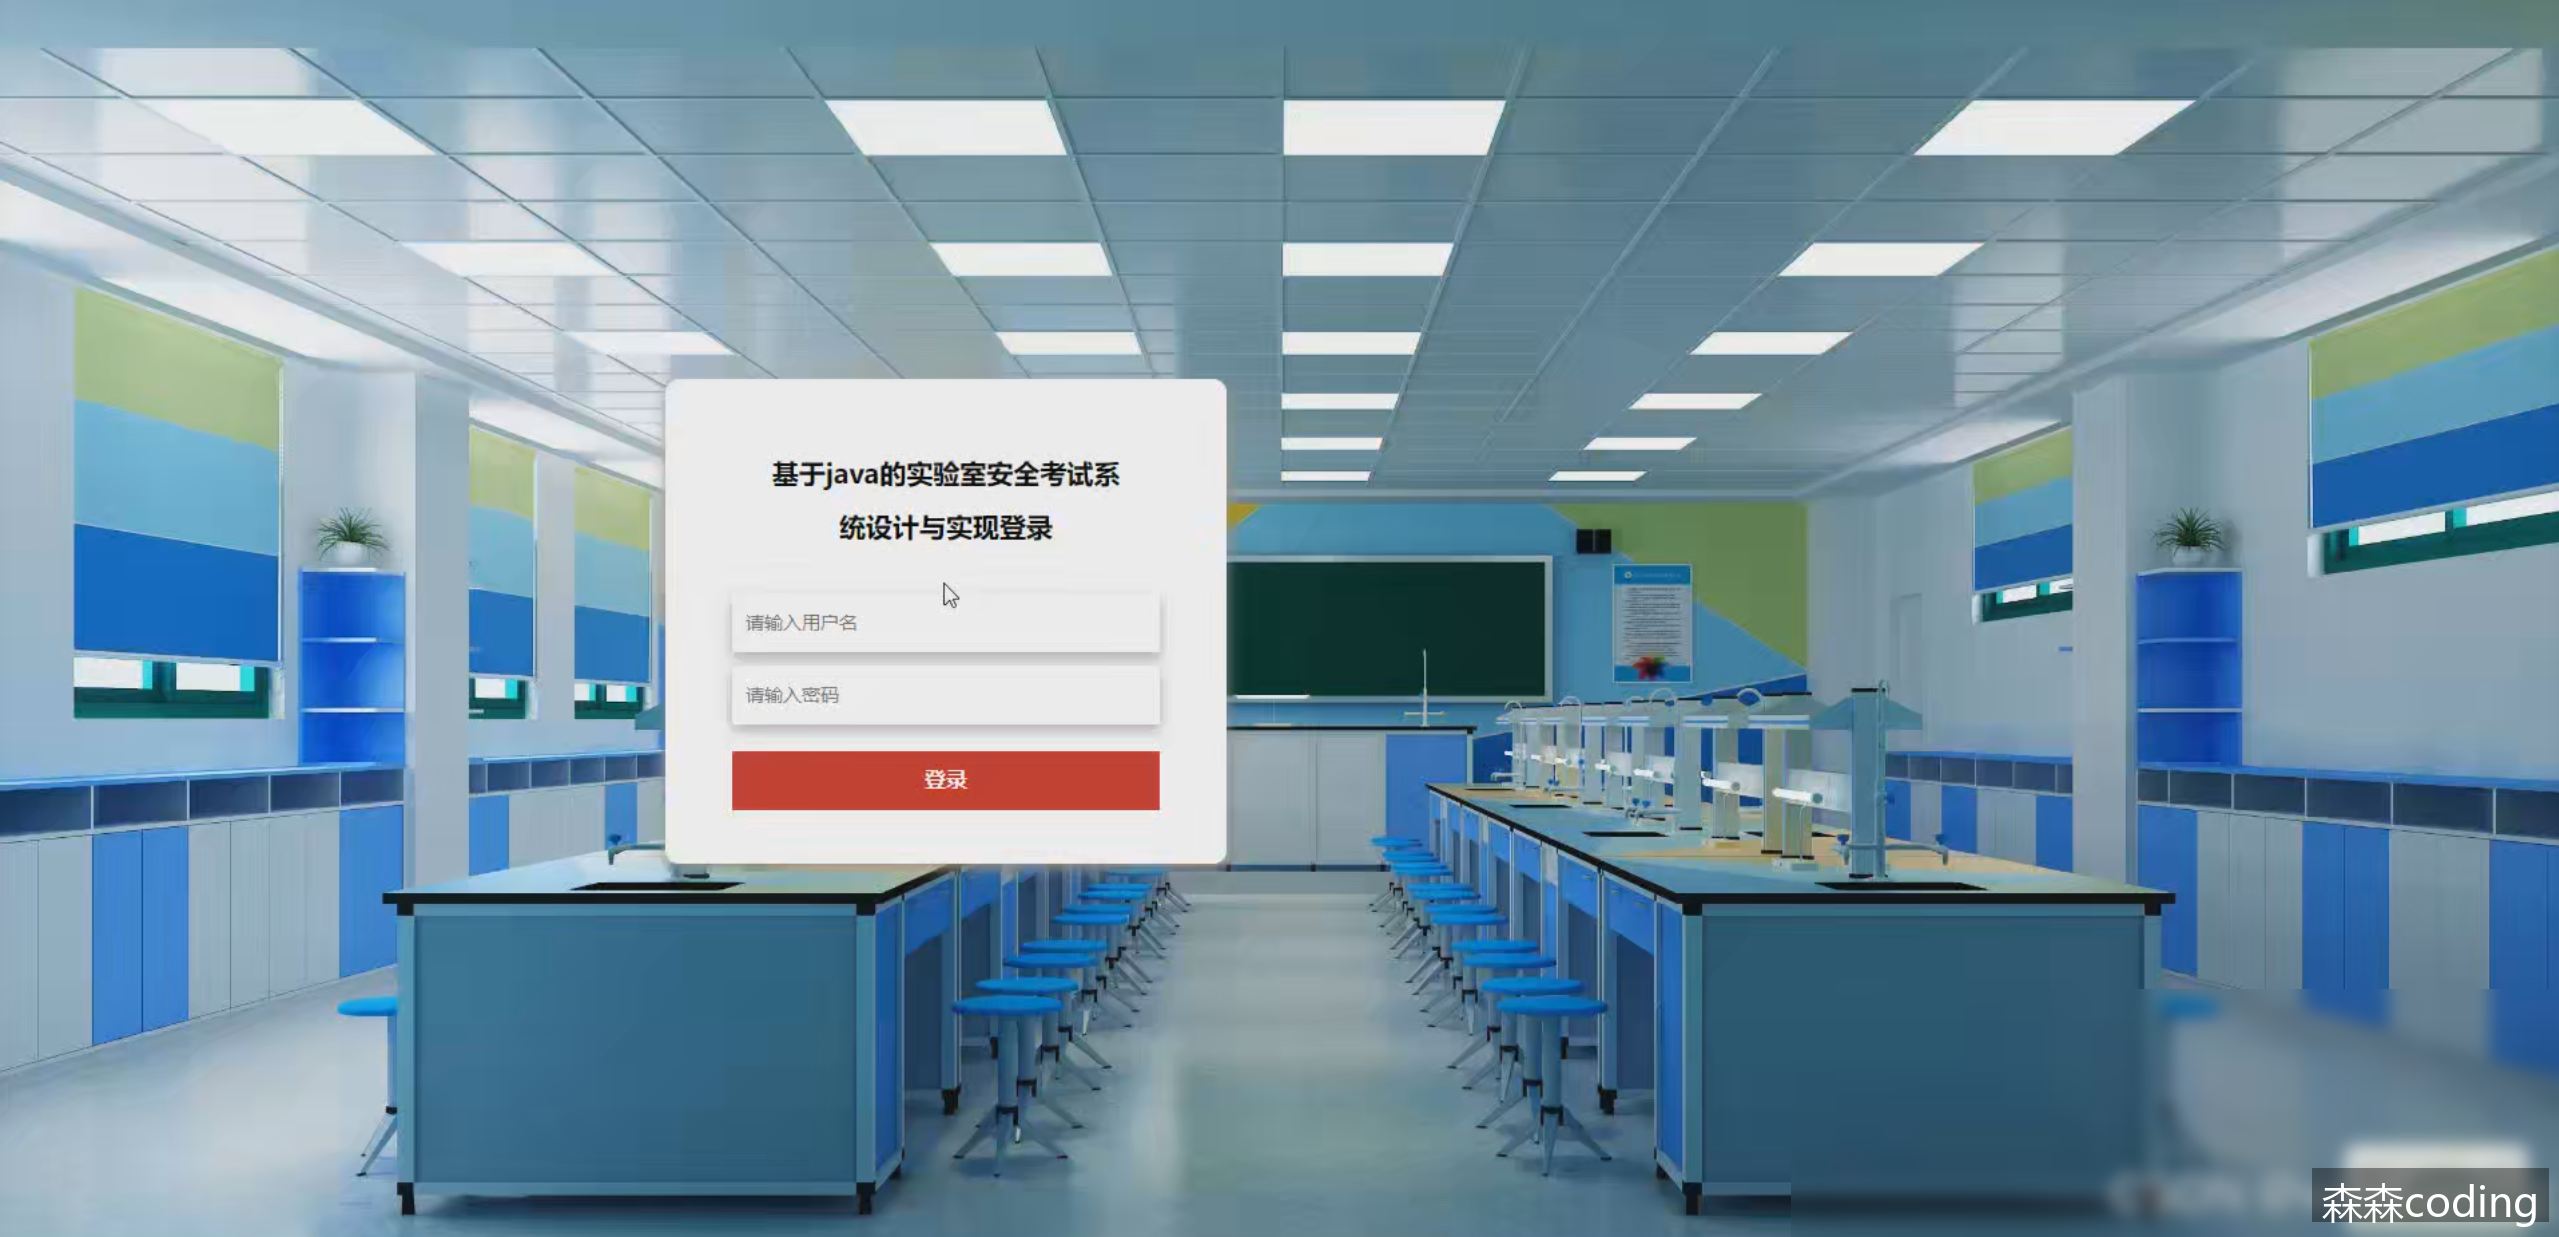 基于java的实验室安全考试系
统设计与实现登录
请输入用户名
请输入密码
登录
森森coding